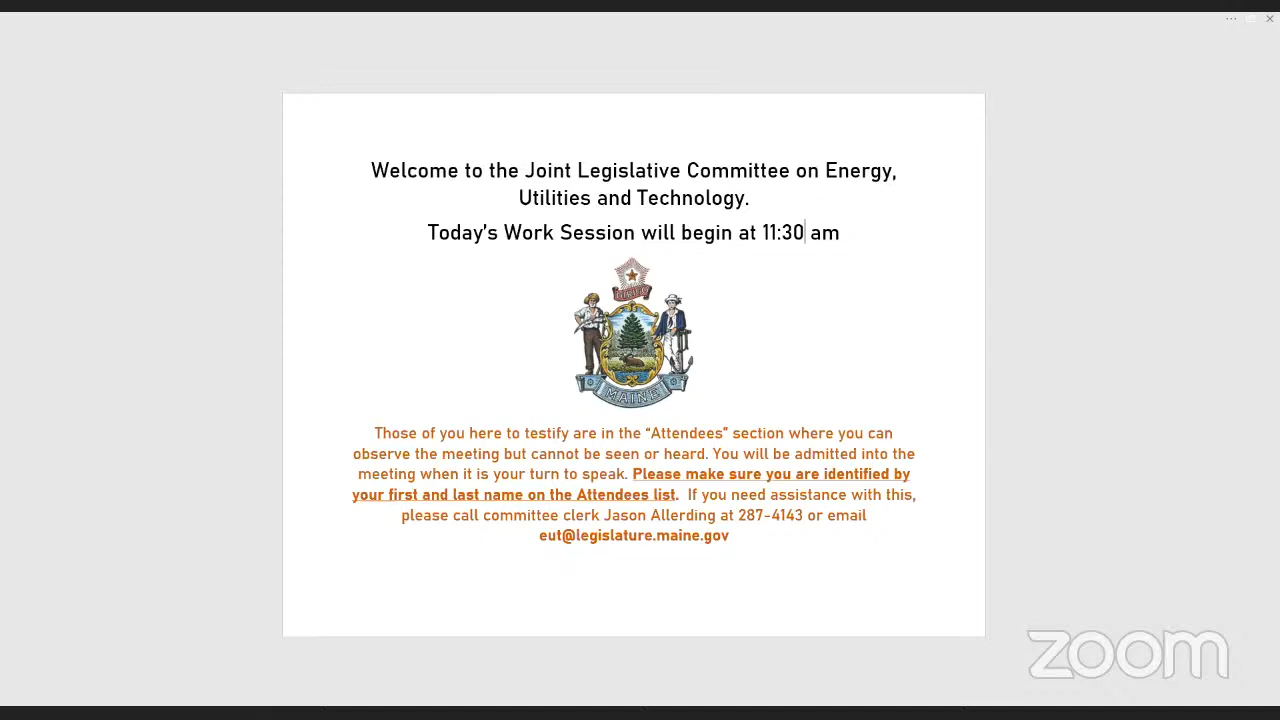 Welcome to the Joint Legislative Committee on Energy,
Utilities and Technology.
Today's Work Session will begin at 11:30 am
MAINE
Those of you here to testify are in the “Attendees” section where you can
observe the meeting but cannot be seen or heard. You will be admitted into the
meeting when it is your turn to speak. Please make sure you are identified by
your first and last name on the Attendees list.  If you need assistance with this,
please call committee clerk Jason Allerding at 287-4143 or email
eut@legislature.maine.gov
zoom